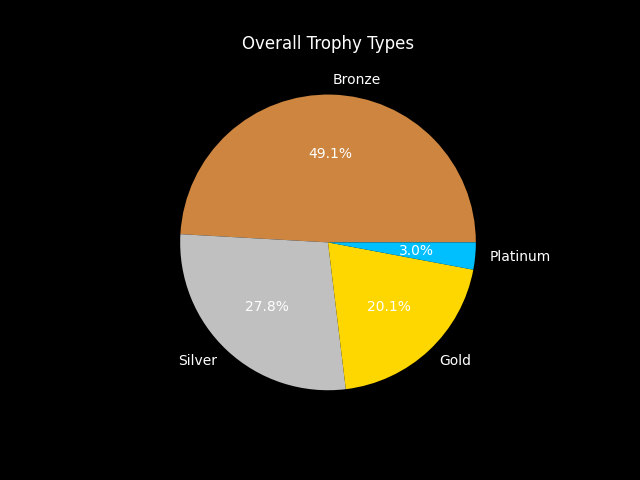 Overall Trophy Types
Bronze
49.1%
3.0%
Platinum
27.8%
20.1%
Silver
Gold